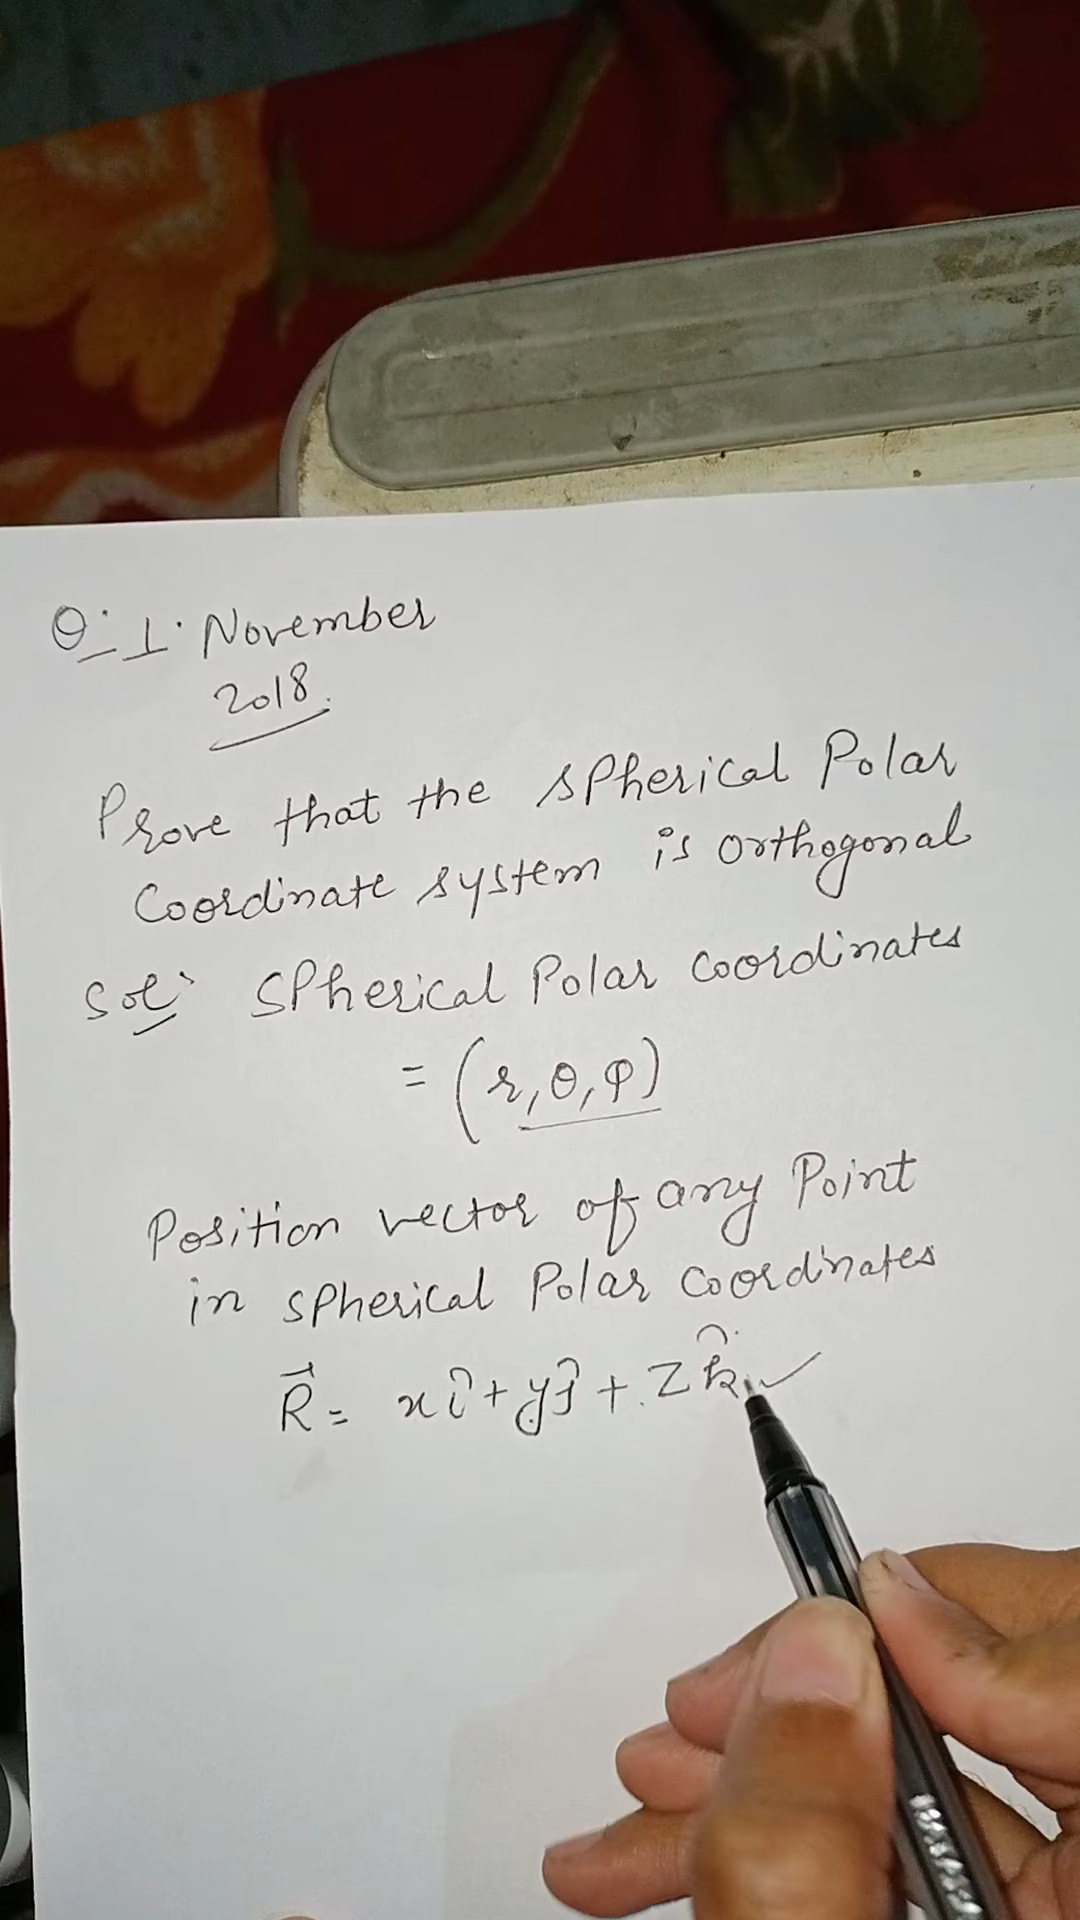 Q:-1. November
2018.
Prove that the spherical Polar
Coordinate system is orthogonal
Sol: Spherical Polar coordinates
= (r, θ, φ)
Position vector of any Point
in spherical Polar coordinates
R⃗ = xî + yĵ + zk̂